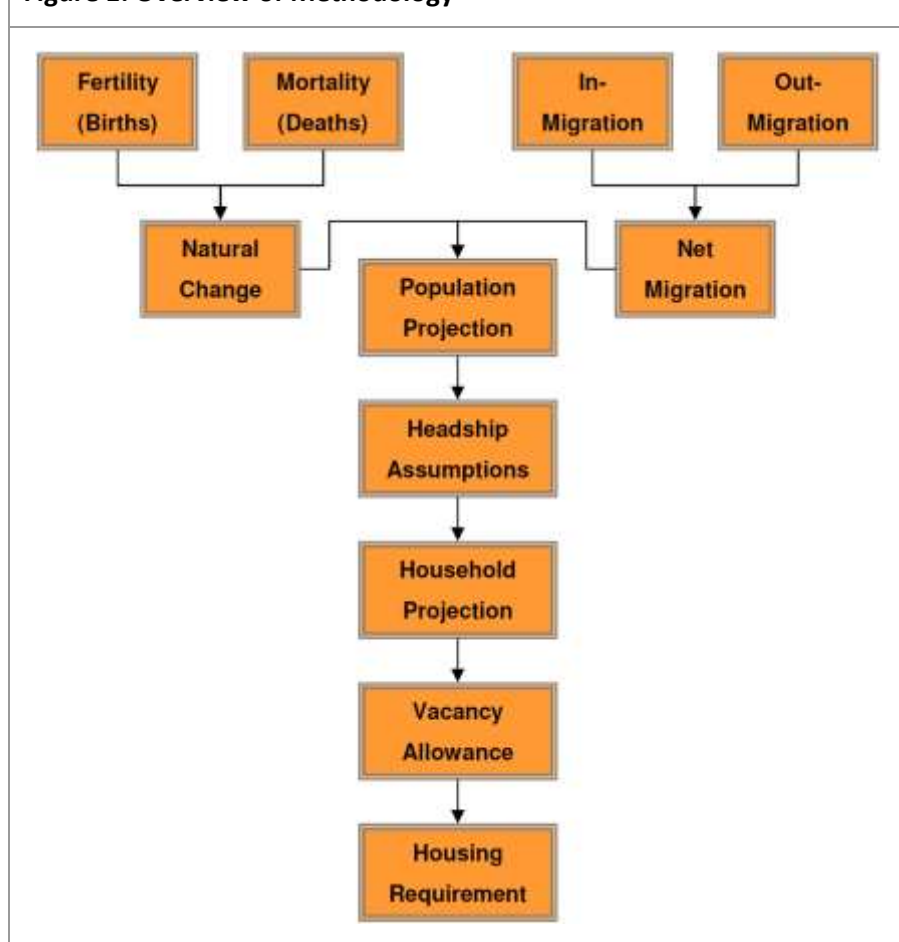 Fertility
(Births)
Mortality
(Deaths)
In-
Migration
Out-
Migration
Natural
Change
Net
Migration
Population
Projection
Headship
Assumptions
Household
Projection
Vacancy
Allowance
Housing
Requirement